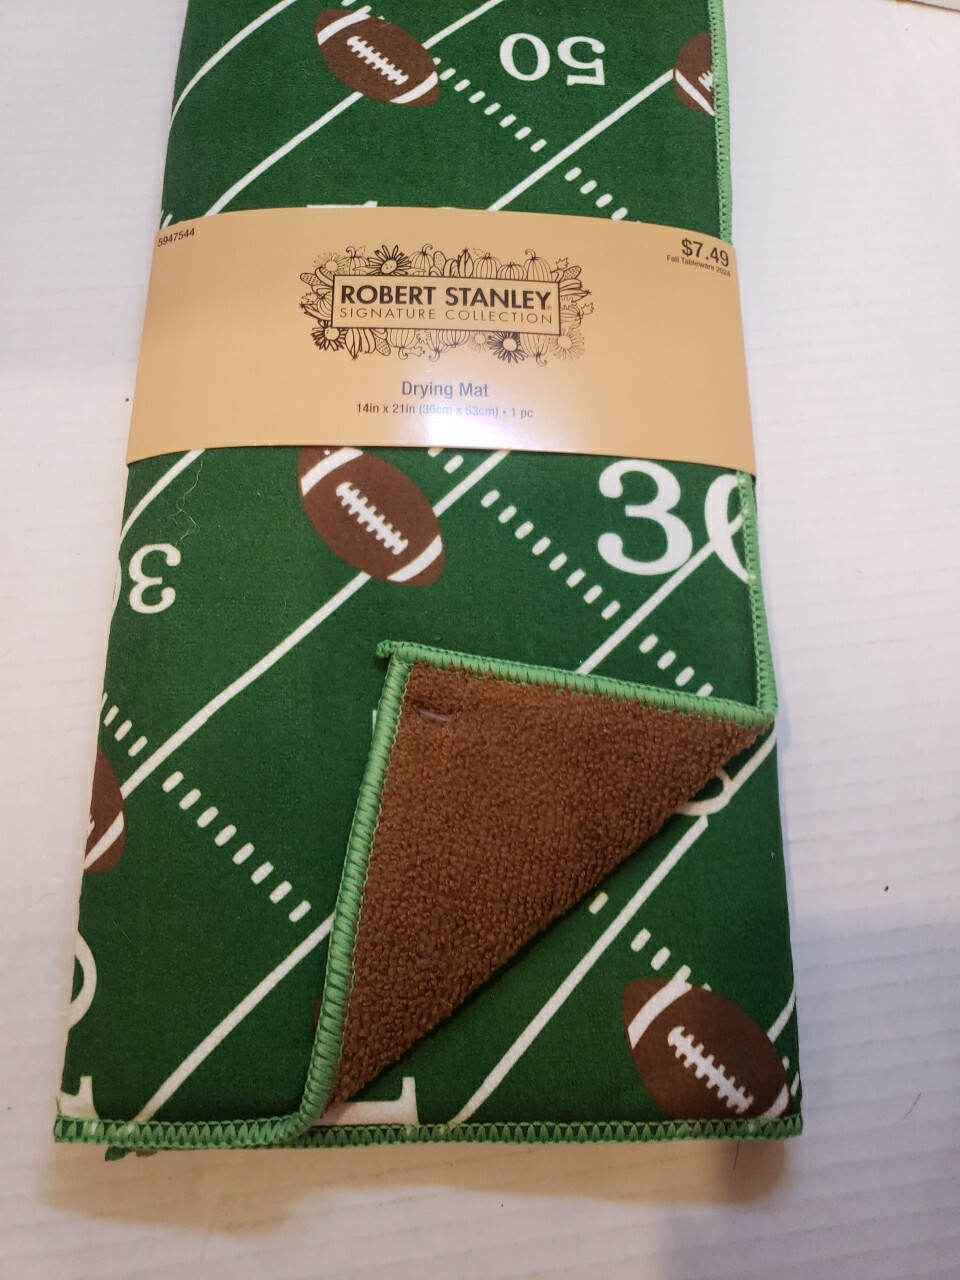 50
5947544
$7.49
Fall Tableware 2024
ROBERT STANLEY®
SIGNATURE COLLECTION
Drying Mat
14in x 21in (36cm x 53cm) • 1 pc
30
3